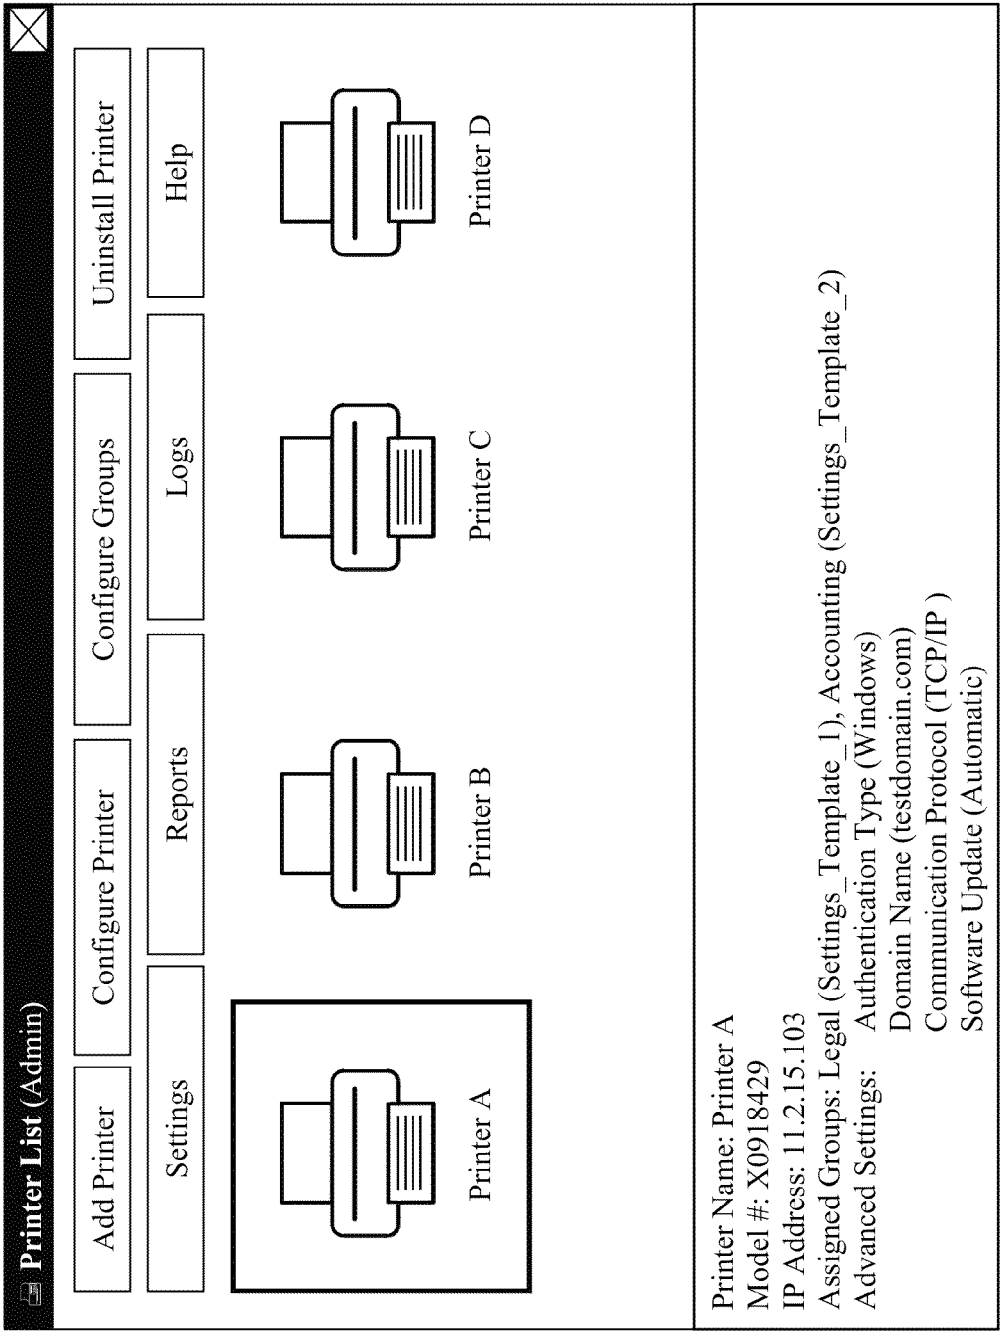 Printer List (Admin)
Add Printer
Configure Printer
Configure Groups
Uninstall Printer
Settings
Reports
Logs
Help
Printer A
Printer B
Printer C
Printer D
Printer Name: Printer A
Model #: X0918429
IP Address: 11.2.15.103
Assigned Groups: Legal (Settings_Template_1), Accounting (Settings_Template_2)
Advanced Settings: Authentication Type (Windows)
Domain Name (testdomain.com)
Communication Protocol (TCP/IP )
Software Update (Automatic)